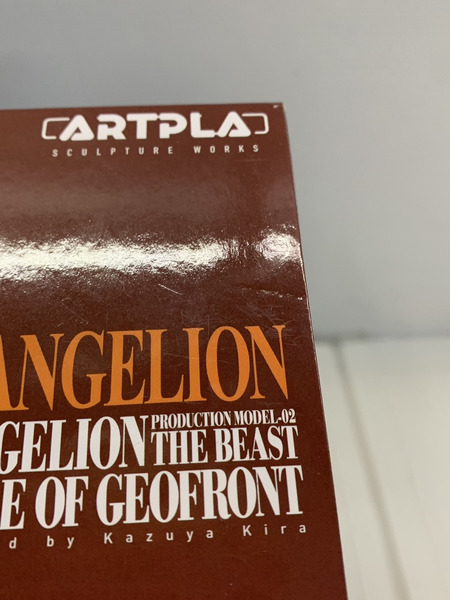 ARTPLA
SCULPTURE WORKS
ANGELION
GELION PRODUCTION MODEL-02 THE BEAST
E OF GEOFRONT
d by Kazuya Kira